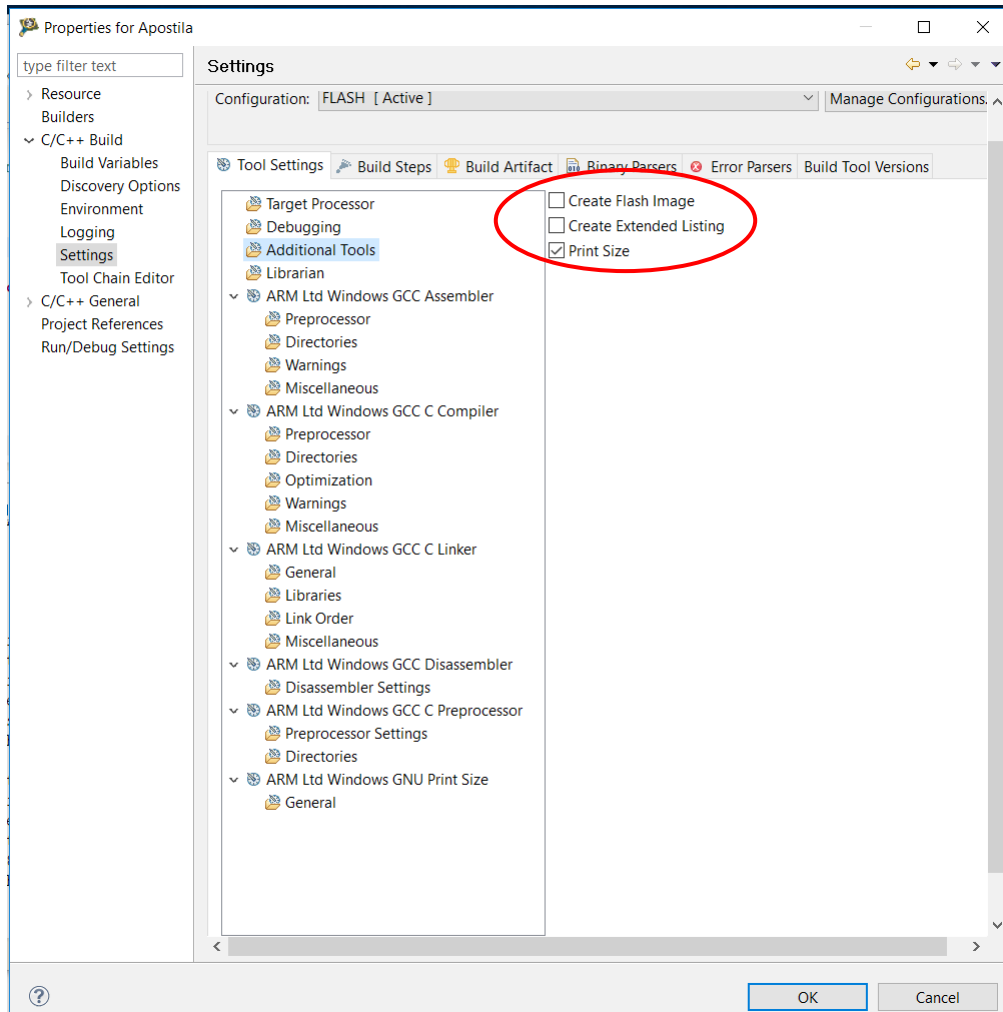 Properties for Apostila
type filter text
Settings
Resource
Builders
C/C++ Build
Build Variables
Discovery Options
Environment
Logging
Settings
Tool Chain Editor
C/C++ General
Project References
Run/Debug Settings
Configuration: FLASH [ Active ]
Manage Configurations.
Tool Settings Build Steps Build Artifact Binary Parsers Error Parsers Build Tool Versions
Target Processor
Debugging
Additional Tools
Librarian
ARM Ltd Windows GCC Assembler
Preprocessor
Directories
Warnings
Miscellaneous
ARM Ltd Windows GCC C Compiler
Preprocessor
Directories
Optimization
Warnings
Miscellaneous
ARM Ltd Windows GCC C Linker
General
Libraries
Link Order
Miscellaneous
ARM Ltd Windows GCC Disassembler
Disassembler Settings
ARM Ltd Windows GCC C Preprocessor
Preprocessor Settings
Directories
ARM Ltd Windows GNU Print Size
General
Create Flash Image
Create Extended Listing
Print Size
OK Cancel